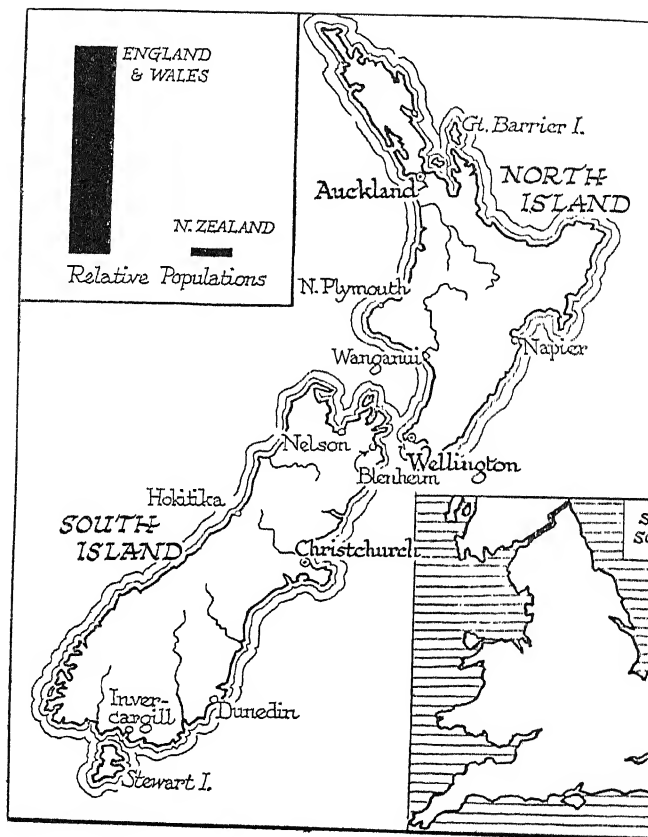 ENGLAND
& WALES
N. ZEALAND
Relative Populations
Gt. Barrier I.
Auckland
NORTH
ISLAND
N. Plymouth
Wanganui
Napier
Nelson
Wellington
Blenheim
Hokitika
SOUTH
ISLAND
Christchurch
Inver-
cargill
Dunedin
Stewart I.